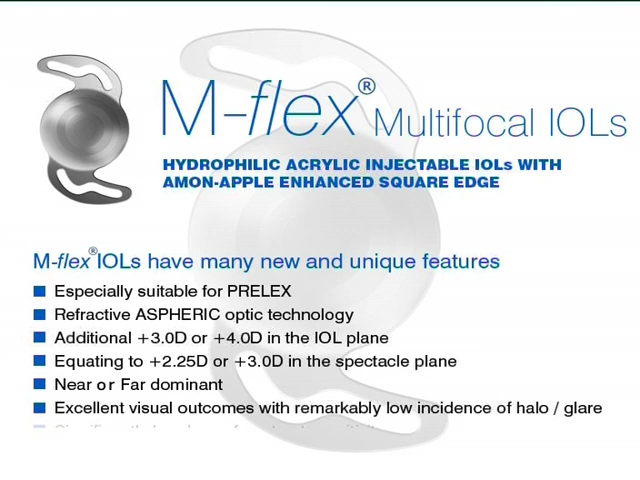 M-flex® Multifocal IOLs
HYDROPHILIC ACRYLIC INJECTABLE IOLs WITH
AMON-APPLE ENHANCED SQUARE EDGE
M-flex® IOLs have many new and unique features
Especially suitable for PRELEX
Refractive ASPHERIC optic technology
Additional +3.0D or +4.0D in the IOL plane
Equating to +2.25D or +3.0D in the spectacle plane
Near or Far dominant
Excellent visual outcomes with remarkably low incidence of halo / glare